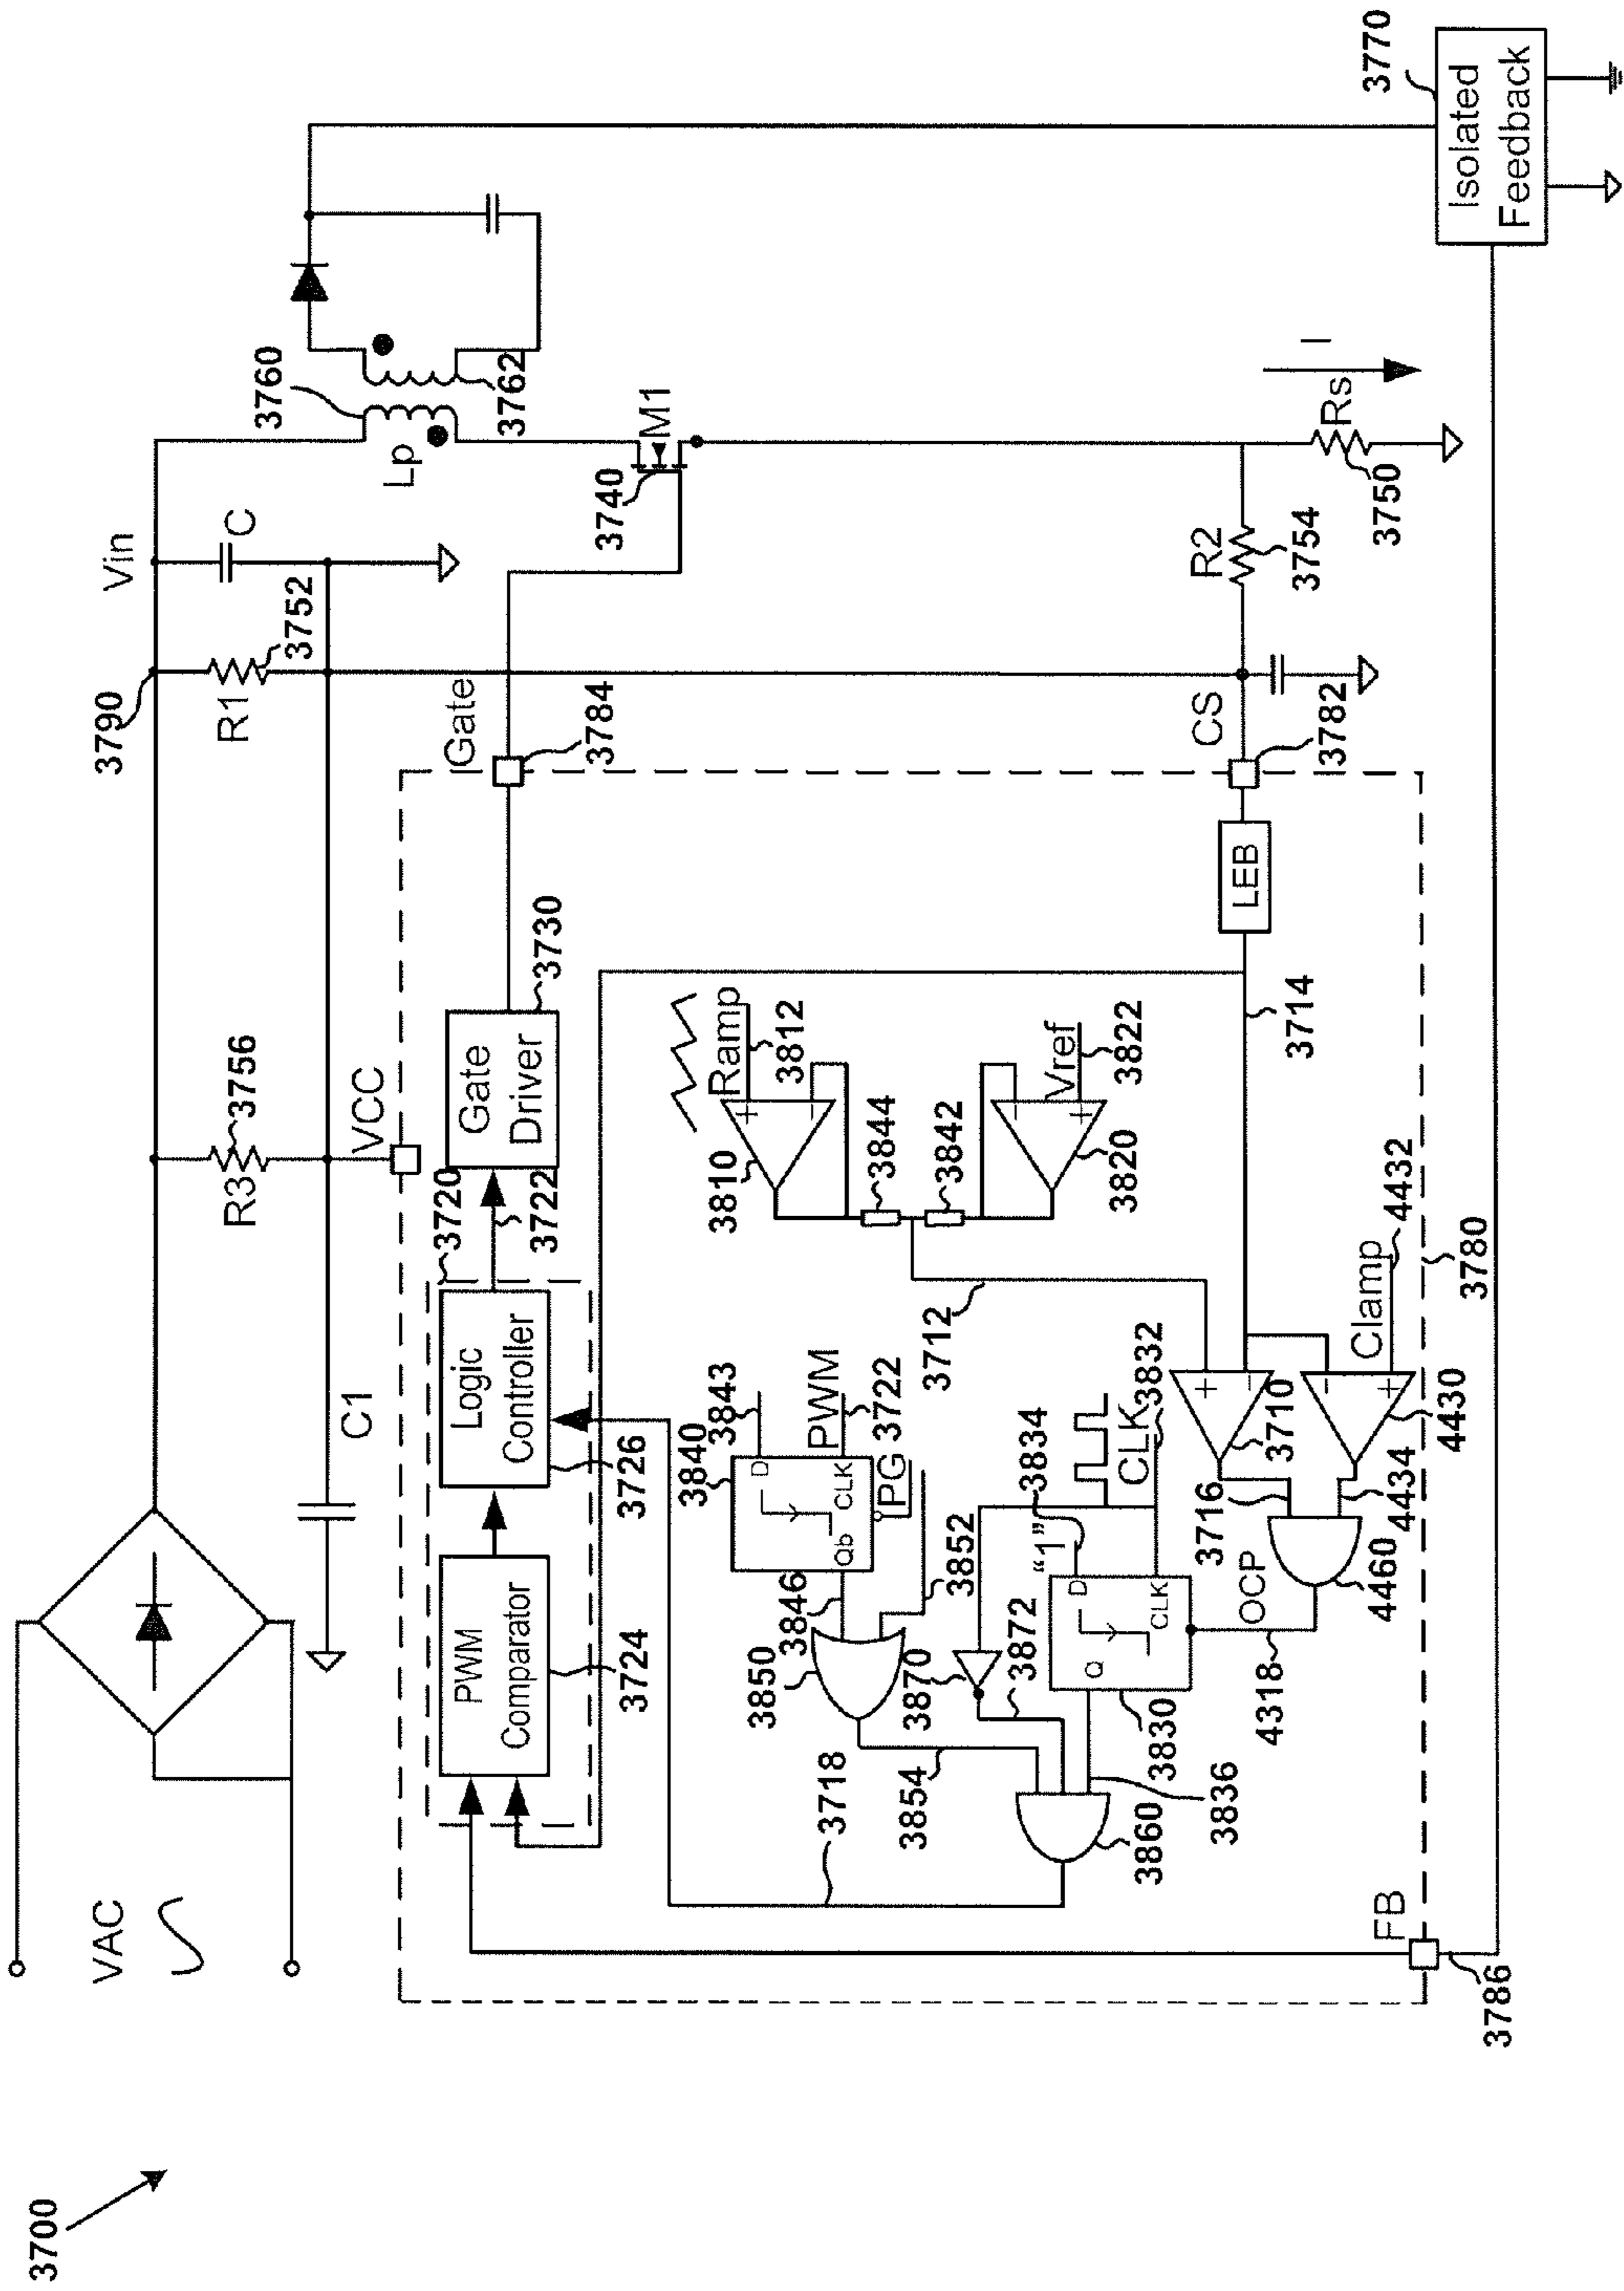 3700
VAC
C1
R3
3756
VCC
3790
R1
3752
Vin
C
3760
Lp
3762
3740
M1
Gate
3784
3770
Isolated
Feedback
3720
3722
3730
Gate
Driver
Logic
Controller
3726
PWM
Comparator
3724
3718
3840
3843
D
PWM
3722
CLK
Qb
PG
3846
3850
3852
3854
3810
Ramp
3812
+
−
3844
3842
−
Vref
3822
+
3820
3712
3714
LEB
CS
3782
R2
3754
Rs
3750
I
3870
3872
"1"
3834
CLK
3832
D
CLK
Q
3830
3836
3860
OCP
4318
3716
4434
4460
+
−
3710
−
+
4430
Clamp
4432
3780
FB
3786